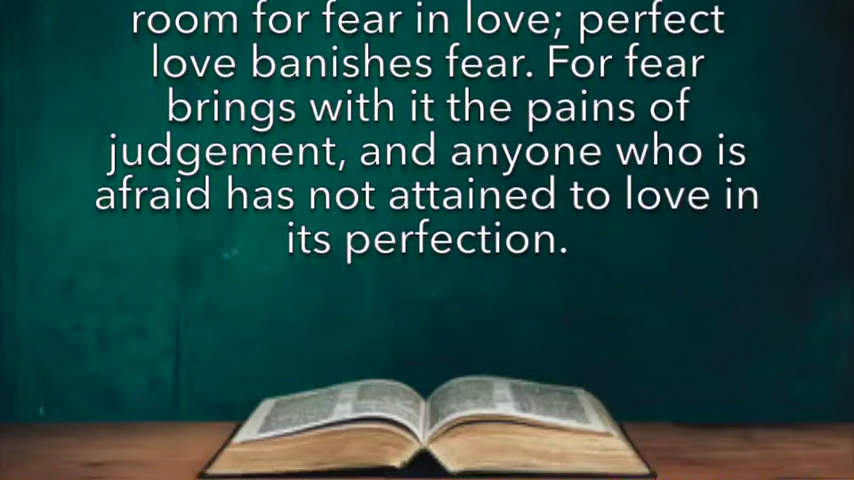 room for fear in love; perfect
love banishes fear. For fear
brings with it the pains of
judgement, and anyone who is
afraid has not attained to love in
its perfection.